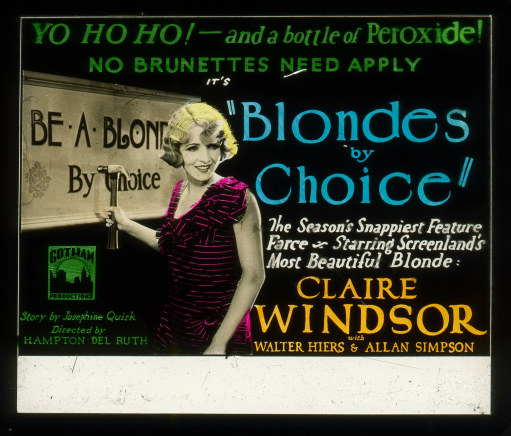 YO HO HO! — and a bottle of Peroxide!
NO BRUNETTES NEED APPLY
IT'S
"Blondes
by
Choice"
BE·A·BLOND
By Choice
The Season's Snappiest Feature
Farce ~ Starring Screenland's
Most Beautiful Blonde:
CLAIRE
WINDSOR
with
WALTER HIERS & ALLAN SIMPSON
GOTHAM
PRODUCTIONS
Story by Josephine Quirk
Directed by
HAMPTON DEL RUTH